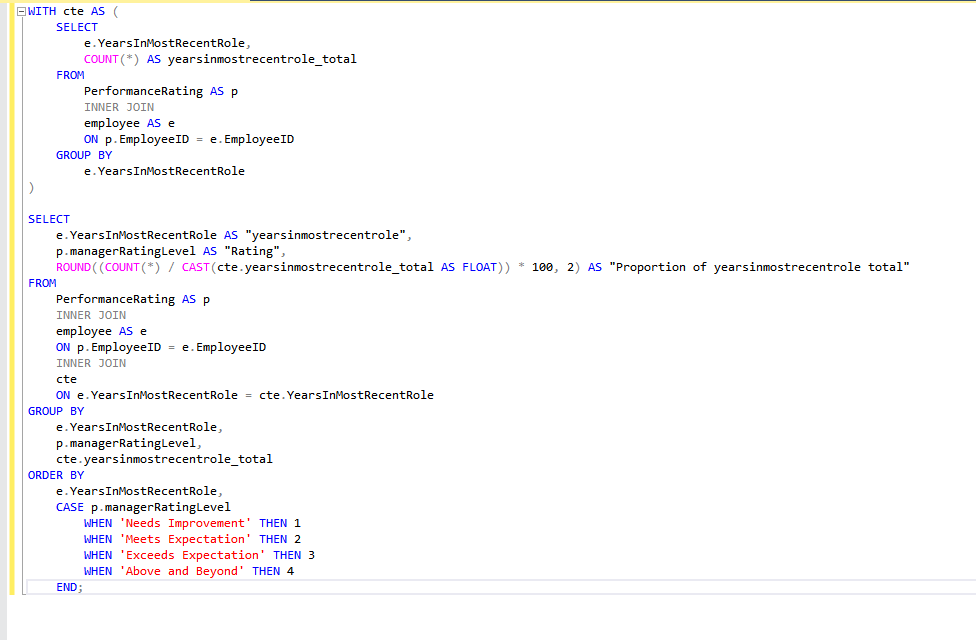 WITH cte AS (
SELECT
e.YearsInMostRecentRole,
COUNT(*) AS yearsinmostrecentrole_total
FROM
PerformanceRating AS p
INNER JOIN
employee AS e
ON p.EmployeeID = e.EmployeeID
GROUP BY
e.YearsInMostRecentRole
)
SELECT
e.YearsInMostRecentRole AS "yearsinmostrecentrole",
p.managerRatingLevel AS "Rating",
ROUND((COUNT(*) / CAST(cte.yearsinmostrecentrole_total AS FLOAT)) * 100, 2) AS "Proportion of yearsinmostrecentrole total"
FROM
PerformanceRating AS p
INNER JOIN
employee AS e
ON p.EmployeeID = e.EmployeeID
INNER JOIN
cte
ON e.YearsInMostRecentRole = cte.YearsInMostRecentRole
GROUP BY
e.YearsInMostRecentRole,
p.managerRatingLevel,
cte.yearsinmostrecentrole_total
ORDER BY
e.YearsInMostRecentRole,
CASE p.managerRatingLevel
WHEN 'Needs Improvement' THEN 1
WHEN 'Meets Expectation' THEN 2
WHEN 'Exceeds Expectation' THEN 3
WHEN 'Above and Beyond' THEN 4
END;